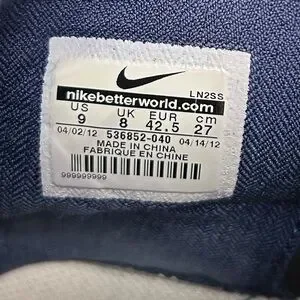 LN2SS
nikebetterworld.com
US UK EUR cm
9 8 42.5 27
04/02/12 536852-040 04/14/12
MADE IN CHINA
FABRIQUE EN CHINE
999999999